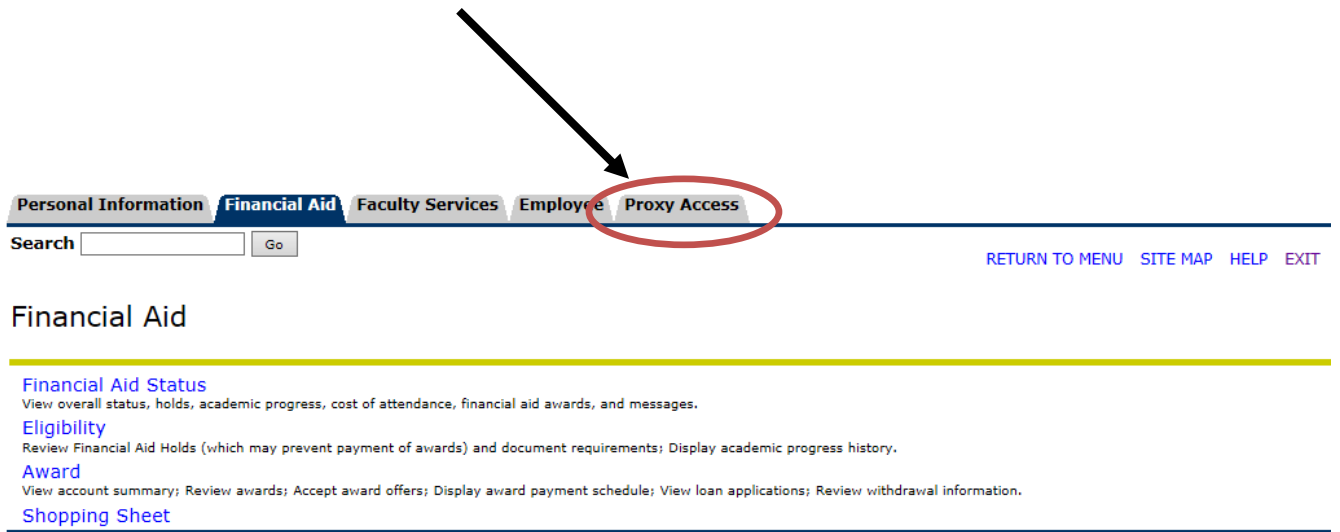 Personal Information Financial Aid Faculty Services Employee Proxy Access
Search Go
RETURN TO MENU SITE MAP HELP EXIT
Financial Aid
Financial Aid Status
View overall status, holds, academic progress, cost of attendance, financial aid awards, and messages.
Eligibility
Review Financial Aid Holds (which may prevent payment of awards) and document requirements; Display academic progress history.
Award
View account summary; Review awards; Accept award offers; Display award payment schedule; View loan applications; Review withdrawal information.
Shopping Sheet